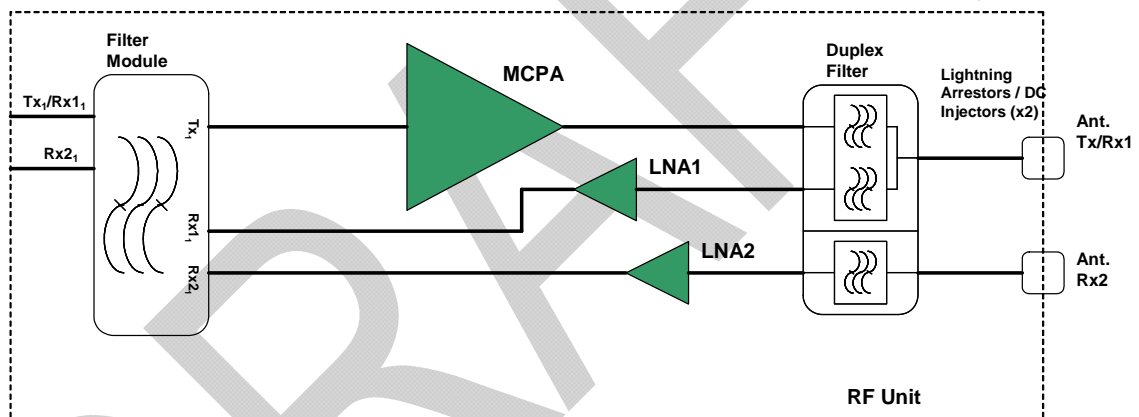 Filter
Module
MCPA
Duplex
Filter
Lightning
Arrestors / DC
Injectors (x2)
Ant.
Tx/Rx1
Tx₁/Rx1₁
Rx2₁
Tx₁
LNA1
Rx1₁
Rx2₁
LNA2
Ant.
Rx2
RF Unit